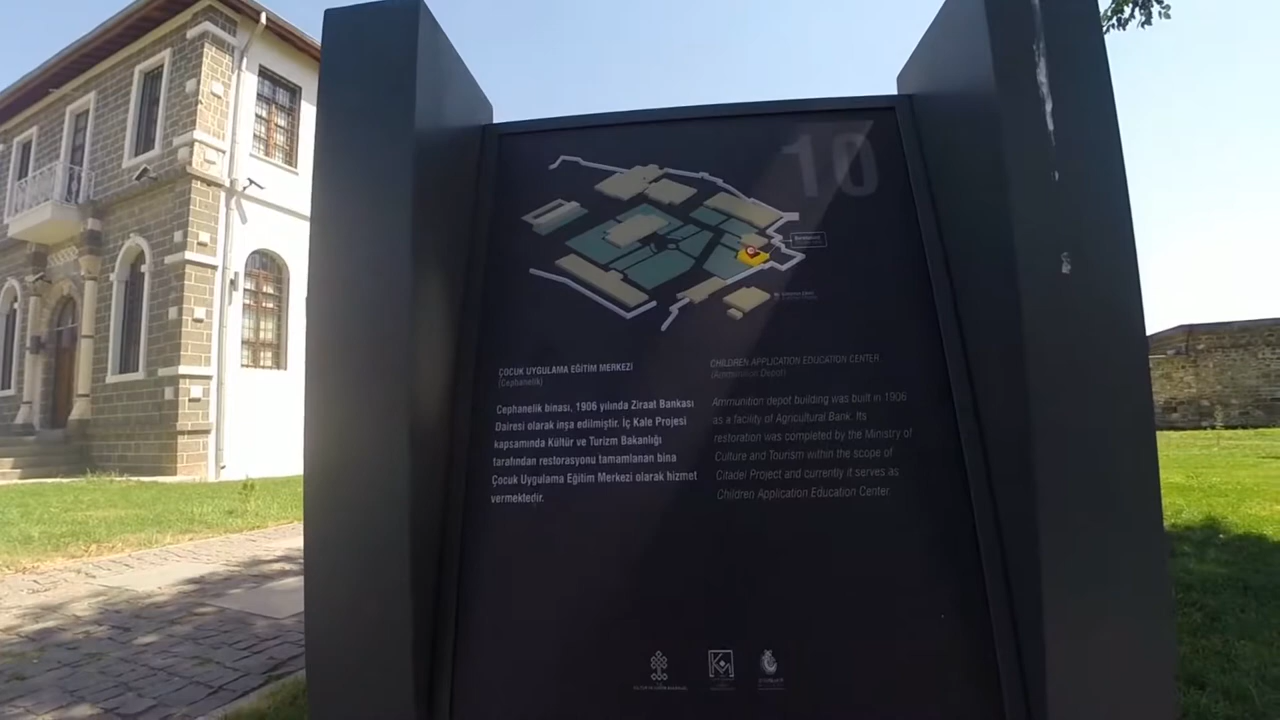 10
ÇOCUK UYGULAMA EĞİTİM MERKEZİ
(Cephanelik)
Cephanelik binası, 1906 yılında Ziraat Bankası
Dairesi olarak inşa edilmiştir. İç Kale Projesi
kapsamında Kültür ve Turizm Bakanlığı
tarafından restorasyonu tamamlanan bina
Çocuk Uygulama Eğitim Merkezi olarak hizmet
vermektedir.
CHILDREN APPLICATION EDUCATION CENTER
(Ammunition Depot)
Ammunition depot building was built in 1906
as a facility of Agricultural Bank. Its
restoration was completed by the Ministry of
Culture and Tourism within the scope of
Citadel Project and currently it serves as
Children Application Education Center.